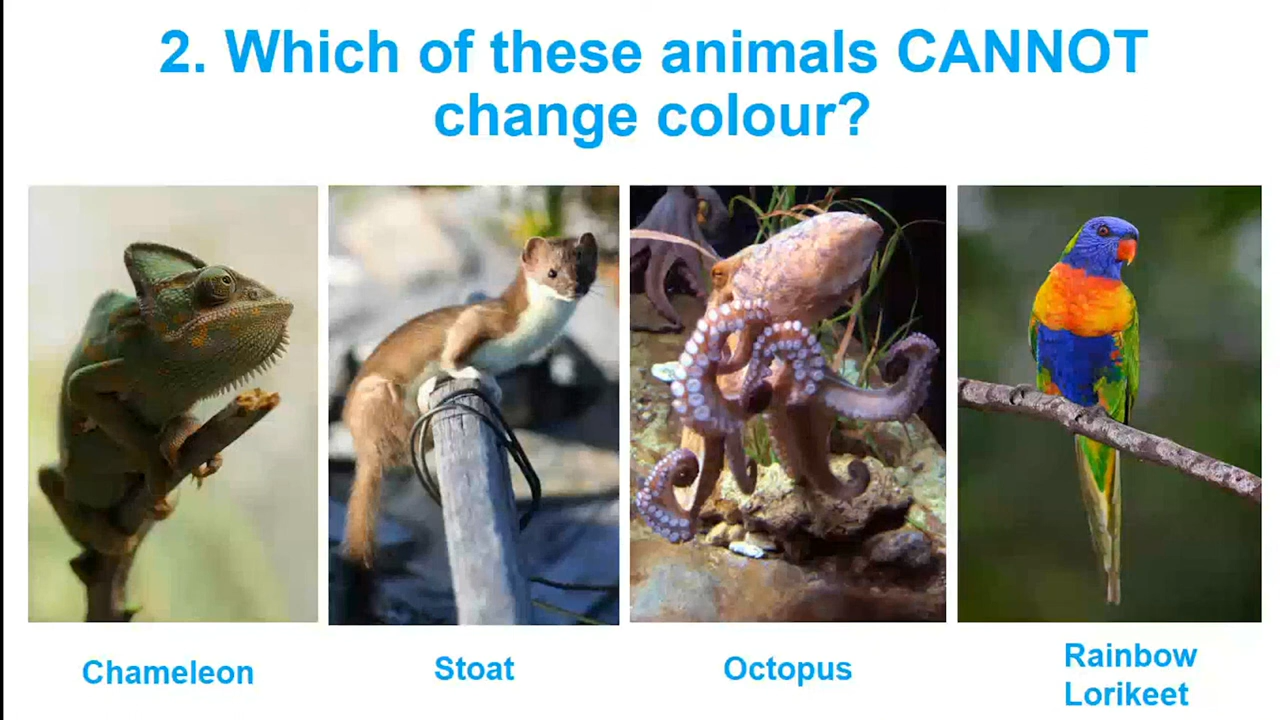 2. Which of these animals CANNOT
change colour?
Chameleon
Stoat
Octopus
Rainbow
Lorikeet